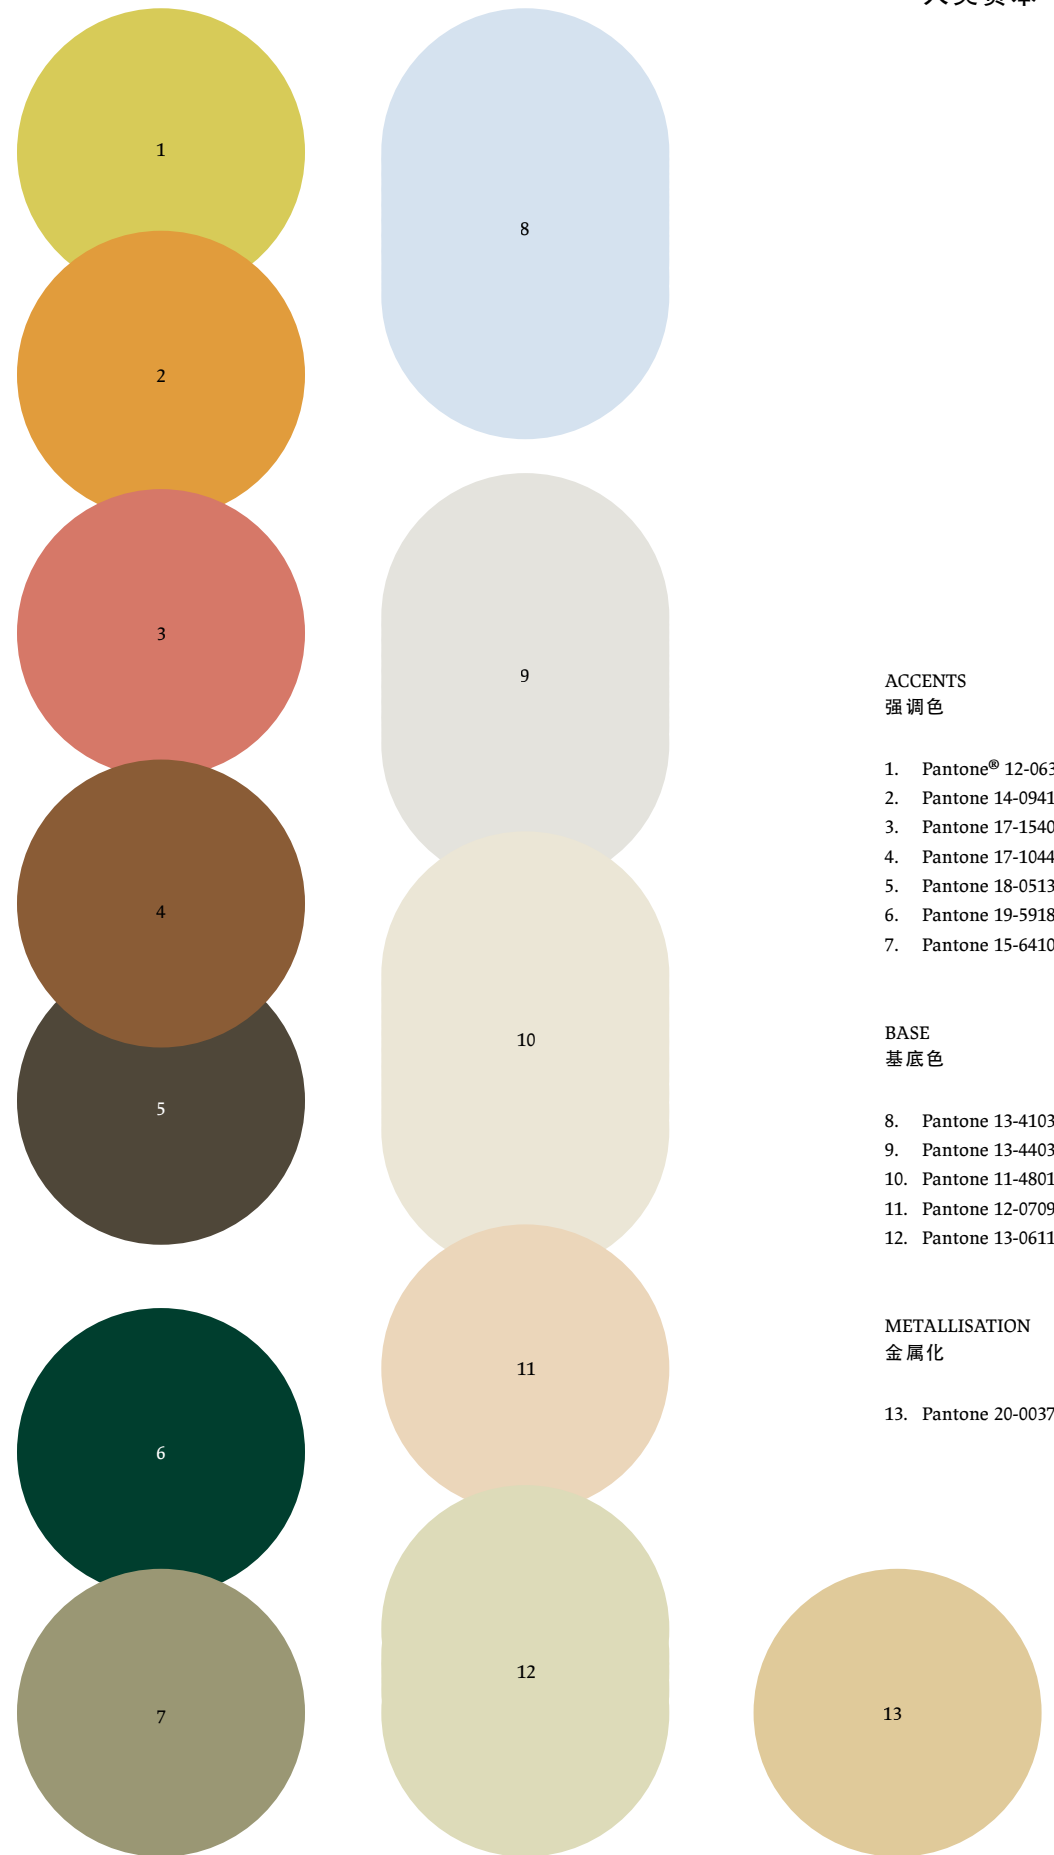 1
2
3
4
5
6
7
8
9
10
11
12
13
ACCENTS
强调色
1. Pantone® 12-063
2. Pantone 14-0941
3. Pantone 17-1540
4. Pantone 17-1044
5. Pantone 18-0513
6. Pantone 19-5918
7. Pantone 15-6410
BASE
基底色
8. Pantone 13-4103
9. Pantone 13-4403
10. Pantone 11-4801
11. Pantone 12-0709
12. Pantone 13-0611
METALLISATION
金属化
13. Pantone 20-0037